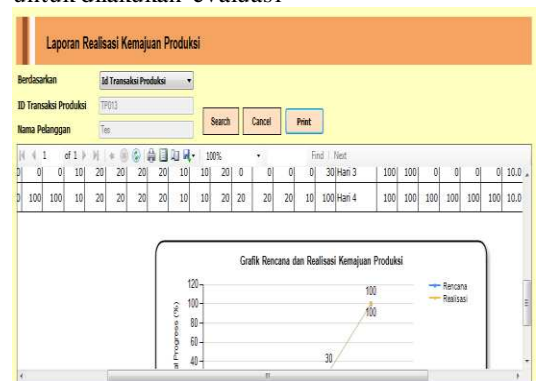 untuk dilakukan evaluasi
Laporan Realisasi Kemajuan Produksi
Berdasarkan Id Transaksi Produksi
ID Transaksi Produksi TP013
Nama Pelanggan Tes Search Cancel Print
1 of 1 100% Find | Next
0 0 10 20 20 20 10 10 20 0 0 0 0 30 Hari 3 100 100 0 0 0 0 10.0
100 100 10 20 20 20 10 10 20 20 20 20 10 100 Hari 4 100 100 100 100 100 100 10.0
Grafik Rencana dan Realisasi Kemajuan Produksi
120
100
80
60
40
Progress (%)
100
100
30
Rencana
Realisasi